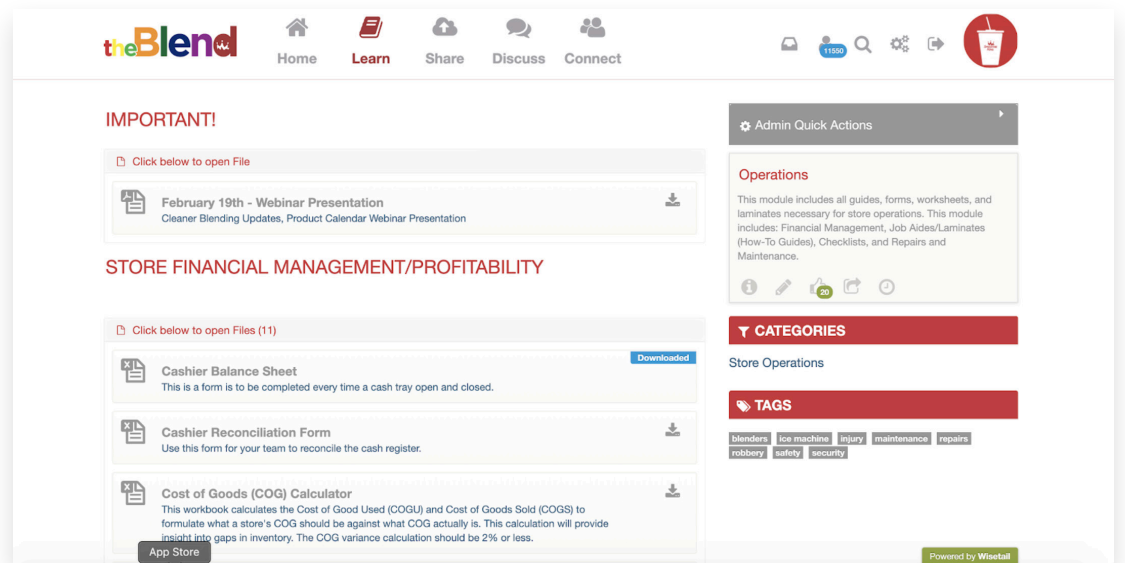 theBlend
Home
Learn
Share
Discuss
Connect
11550
IMPORTANT!
Click below to open File
February 19th - Webinar Presentation
Cleaner Blending Updates, Product Calendar Webinar Presentation
STORE FINANCIAL MANAGEMENT/PROFITABILITY
Click below to open Files (11)
Downloaded
Cashier Balance Sheet
This is a form is to be completed every time a cash tray open and closed.
Cashier Reconciliation Form
Use this form for your team to reconcile the cash register.
Cost of Goods (COG) Calculator
This workbook calculates the Cost of Good Used (COGU) and Cost of Goods Sold (COGS) to
formulate what a store's COG should be against what COG actually is. This calculation will provide
insight into gaps in inventory. The COG variance calculation should be 2% or less.
App Store
Admin Quick Actions
Operations
This module includes all guides, forms, worksheets, and
laminates necessary for store operations. This module
includes: Financial Management, Job Aides/Laminates
(How-To Guides), Checklists, and Repairs and
Maintenance.
20
CATEGORIES
Store Operations
TAGS
blenders ice machine injury maintenance repairs
robbery safety security
Powered by Wisetail